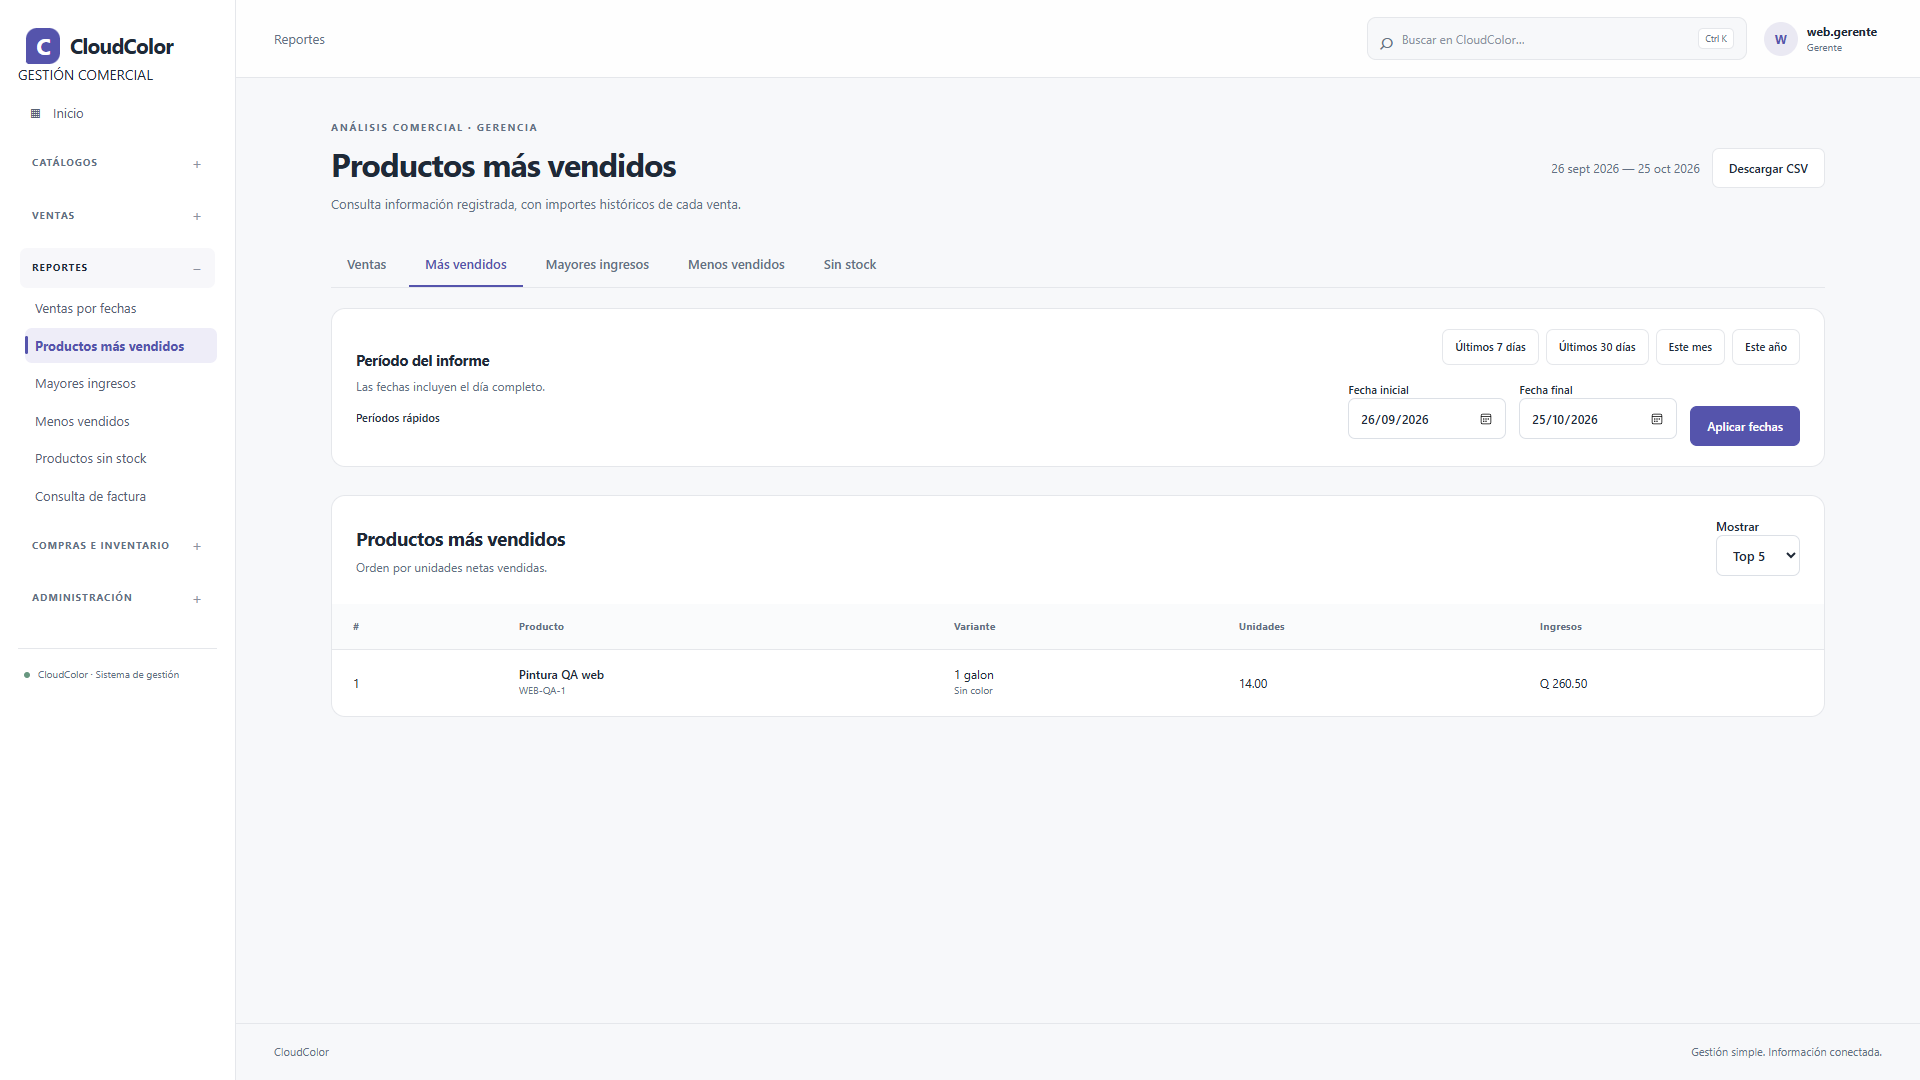 C CloudColor
GESTIÓN COMERCIAL
Inicio
CATÁLOGOS +
VENTAS +
REPORTES –
Ventas por fechas
Productos más vendidos
Mayores ingresos
Menos vendidos
Productos sin stock
Consulta de factura
COMPRAS E INVENTARIO +
ADMINISTRACIÓN +
CloudColor · Sistema de gestión
Reportes
Buscar en CloudColor... Ctrl K
W web.gerente
Gerente
ANÁLISIS COMERCIAL · GERENCIA
Productos más vendidos
Consulta información registrada, con importes históricos de cada venta.
26 sept 2026 — 25 oct 2026 Descargar CSV
Ventas Más vendidos Mayores ingresos Menos vendidos Sin stock
Período del informe
Las fechas incluyen el día completo.
Períodos rápidos
Últimos 7 días Últimos 30 días Este mes Este año
Fecha inicial Fecha final
26/09/2026 25/10/2026 Aplicar fechas
Productos más vendidos
Orden por unidades netas vendidas.
Mostrar
Top 5
# Producto Variante Unidades Ingresos
1 Pintura QA web 1 galon 14.00 Q 260.50
WEB-QA-1 Sin color
CloudColor Gestión simple. Información conectada.